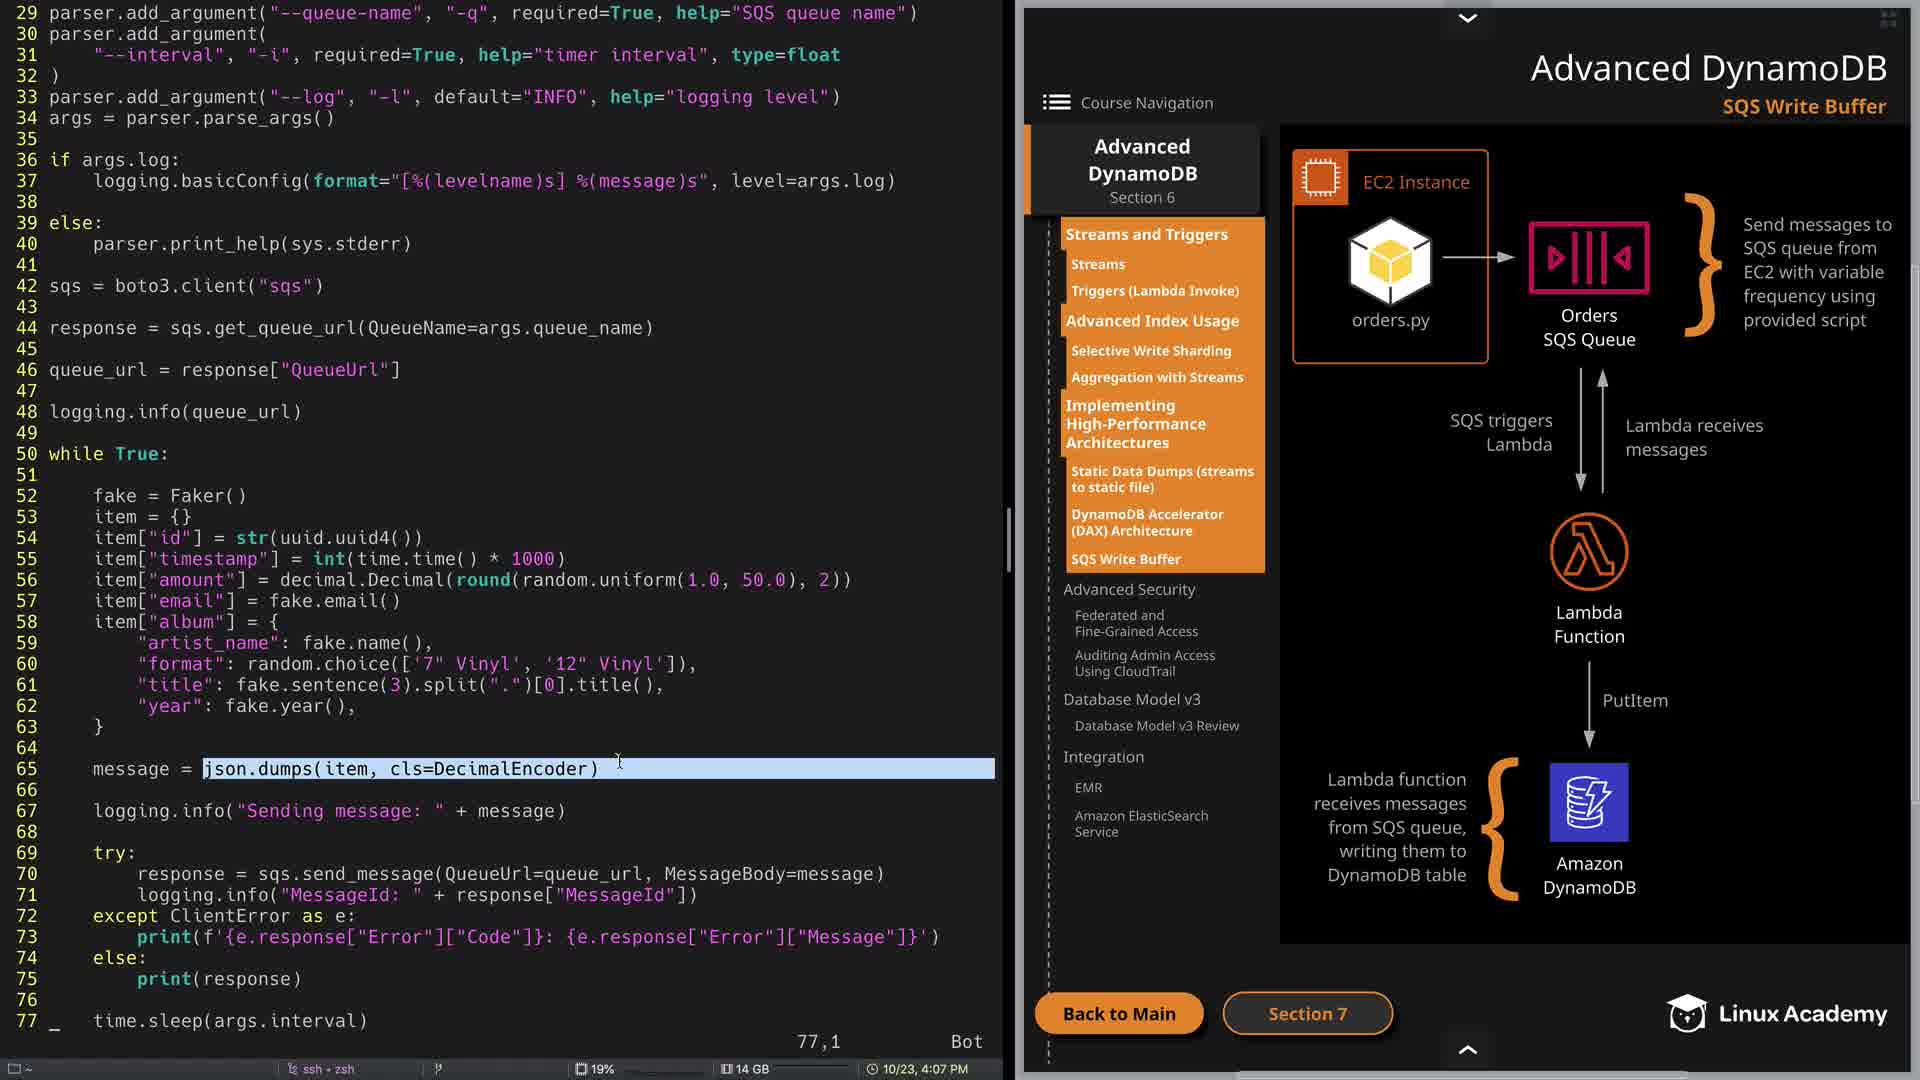 29 parser.add_argument("--queue-name", "-q", required=True, help="SQS queue name")
30 parser.add_argument(
31     "--interval", "-i", required=True, help="timer interval", type=float
32 )
33 parser.add_argument("--log", "-l", default="INFO", help="logging level")
34 args = parser.parse_args()
35
36 if args.log:
37     logging.basicConfig(format="[%(levelname)s] %(message)s", level=args.log)
38
39 else:
40     parser.print_help(sys.stderr)
41
42 sqs = boto3.client("sqs")
43
44 response = sqs.get_queue_url(QueueName=args.queue_name)
45
46 queue_url = response["QueueUrl"]
47
48 logging.info(queue_url)
49
50 while True:
51
52     fake = Faker()
53     item = {}
54     item["id"] = str(uuid.uuid4())
55     item["timestamp"] = int(time.time() * 1000)
56     item["amount"] = decimal.Decimal(round(random.uniform(1.0, 50.0), 2))
57     item["email"] = fake.email()
58     item["album"] = {
59         "artist_name": fake.name(),
60         "format": random.choice(['7" Vinyl', '12" Vinyl']),
61         "title": fake.sentence(3).split(".")[0].title(),
62         "year": fake.year(),
63     }
64
65     message = json.dumps(item, cls=DecimalEncoder)
66
67     logging.info("Sending message: " + message)
68
69     try:
70         response = sqs.send_message(QueueUrl=queue_url, MessageBody=message)
71         logging.info("MessageId: " + response["MessageId"])
72     except ClientError as e:
73         print(f'{e.response["Error"]["Code"]}: {e.response["Error"]["Message"]}')
74     else:
75         print(response)
76
77     time.sleep(args.interval)
77,1 Bot
~ ssh - zsh 19% 14 GB 10/23, 4:07 PM
Advanced DynamoDB
SQS Write Buffer
Course Navigation
Advanced
DynamoDB
Section 6
Streams and Triggers
Streams
Triggers (Lambda Invoke)
Advanced Index Usage
Selective Write Sharding
Aggregation with Streams
Implementing
High-Performance
Architectures
Static Data Dumps (streams
to static file)
DynamoDB Accelerator
(DAX) Architecture
SQS Write Buffer
Advanced Security
Federated and
Fine-Grained Access
Auditing Admin Access
Using CloudTrail
Database Model v3
Database Model v3 Review
Integration
EMR
Amazon ElasticSearch
Service
EC2 Instance
orders.py
Orders
SQS Queue
Send messages to
SQS queue from
EC2 with variable
frequency using
provided script
SQS triggers
Lambda
Lambda receives
messages
Lambda
Function
PutItem
Lambda function
receives messages
from SQS queue,
writing them to
DynamoDB table
Amazon
DynamoDB
Back to Main
Section 7
Linux Academy